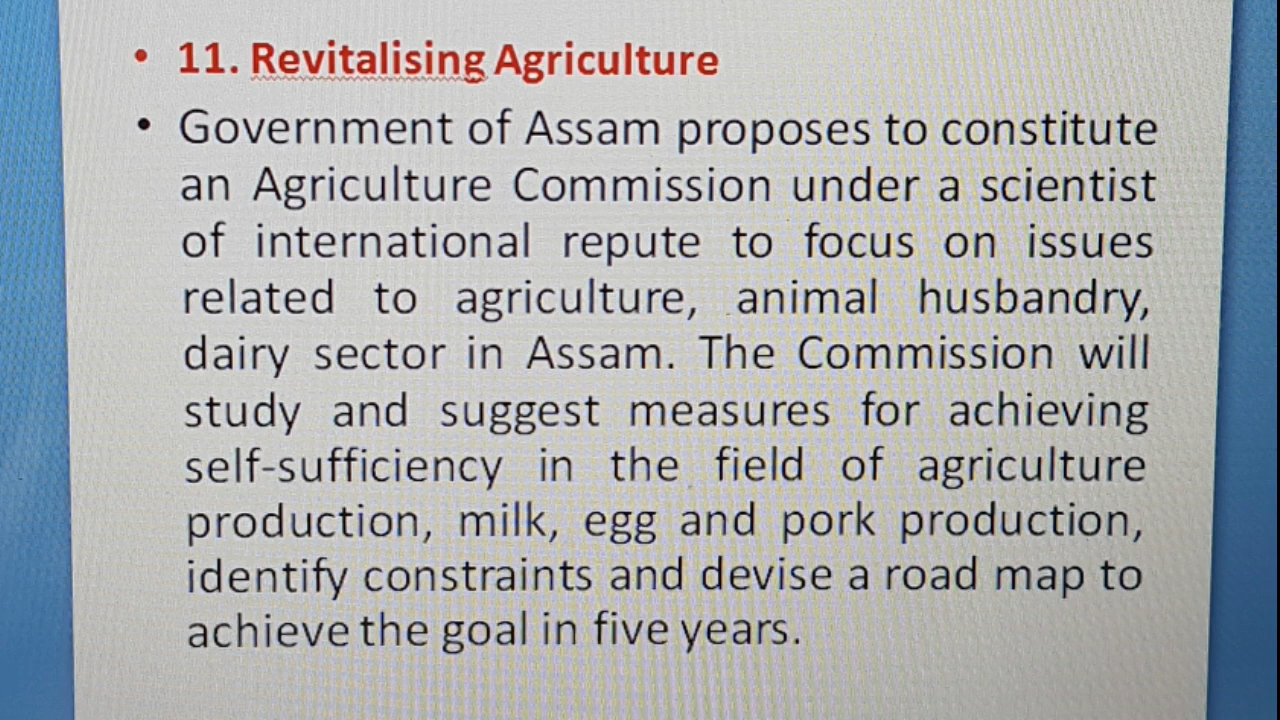 • 11. Revitalising Agriculture
• Government of Assam proposes to constitute
an Agriculture Commission under a scientist
of international repute to focus on issues
related to agriculture, animal husbandry,
dairy sector in Assam. The Commission will
study and suggest measures for achieving
self-sufficiency in the field of agriculture
production, milk, egg and pork production,
identify constraints and devise a road map to
achieve the goal in five years.